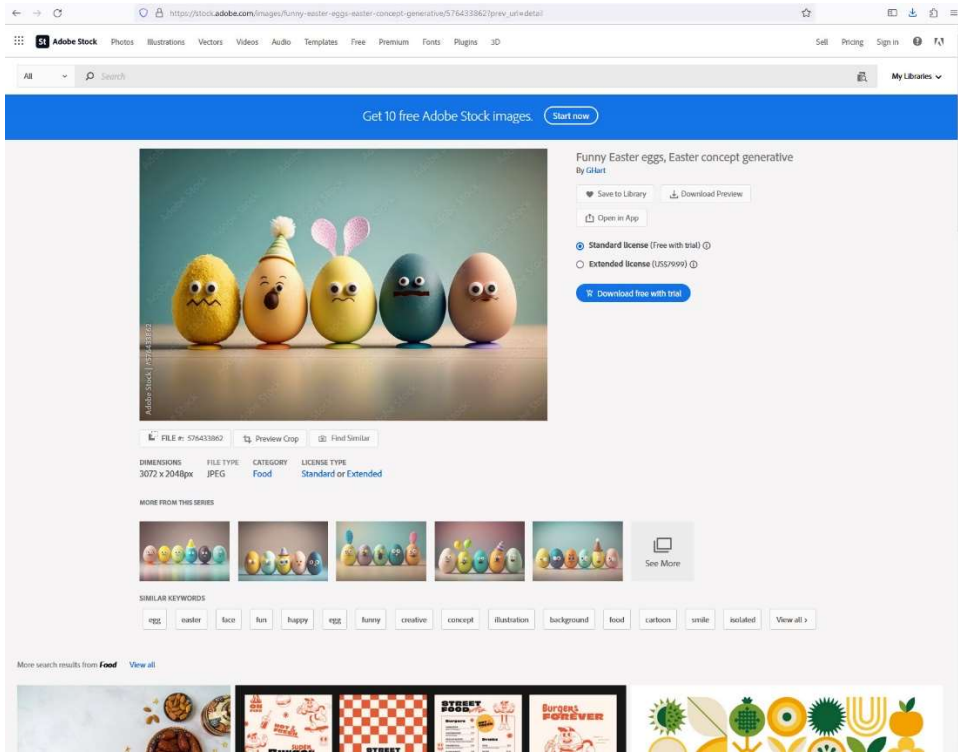 https://stock.adobe.com/images/funny-easter-eggs-easter-concept-generative/576433862?prev_url=detail
St Adobe Stock Photos Illustrations Vectors Videos Audio Templates Free Premium Fonts Plugins 3D Sell Pricing Sign in
All Search My Libraries
Get 10 free Adobe Stock images. Start now
Funny Easter eggs, Easter concept generative
By GHart
Save to Library Download Preview
Open in App
Standard license (Free with trial)
Extended license (US$79.99)
Download free with trial
Adobe Stock | #576433862
FILE #: 576433862 Preview Crop Find Similar
DIMENSIONS FILE TYPE CATEGORY LICENSE TYPE
3072 x 2048px JPEG Food Standard or Extended
MORE FROM THIS SERIES
See More
SIMILAR KEYWORDS
egg easter face fun happy egg funny creative concept illustration background food cartoon smile isolated View all ›
More search results from Food View all
STREET
FOOD
Burgers
FOREVER
STREET